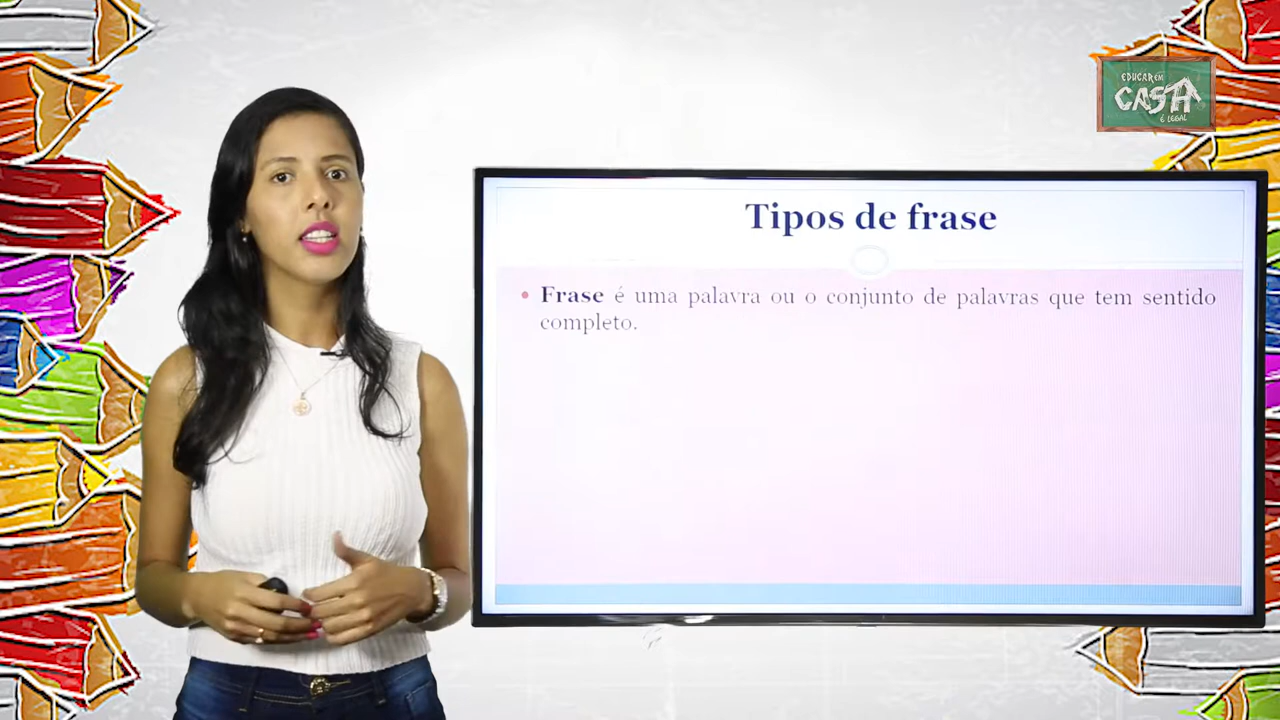 EDUCAR EM
CASA
É LEGAL
Tipos de frase
• Frase é uma palavra ou o conjunto de palavras que tem sentido
completo.